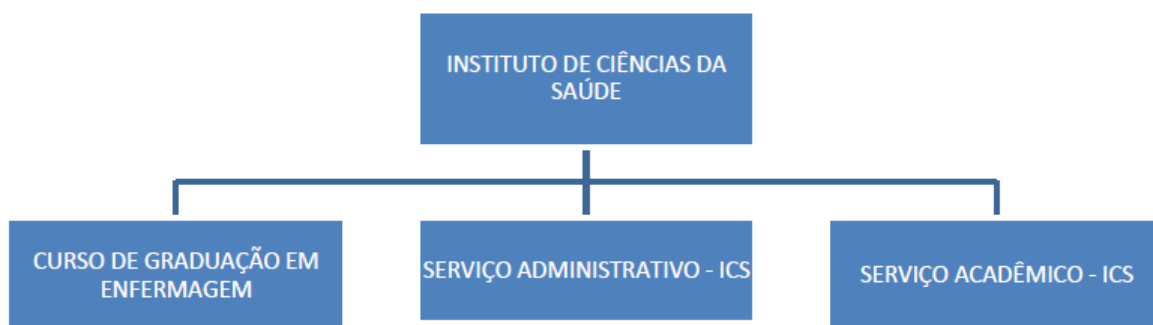 INSTITUTO DE CIÊNCIAS DA
SAÚDE
CURSO DE GRADUAÇÃO EM
ENFERMAGEM
SERVIÇO ADMINISTRATIVO - ICS
SERVIÇO ACADÊMICO - ICS